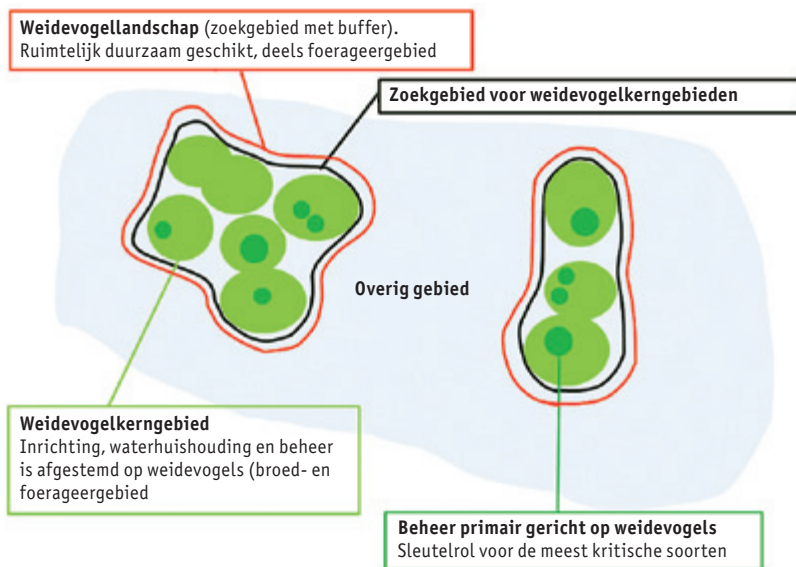 Weidevogellandschap (zoekgebied met buffer).
Ruimtelijk duurzaam geschikt, deels foerageergebied
Zoekgebied voor weidevogelkerngebieden
Overig gebied
Weidevogelkerngebied
Inrichting, waterhuishouding en beheer
is afgestemd op weidevogels (broed- en
foerageergebied
Beheer primair gericht op weidevogels
Sleutelrol voor de meest kritische soorten